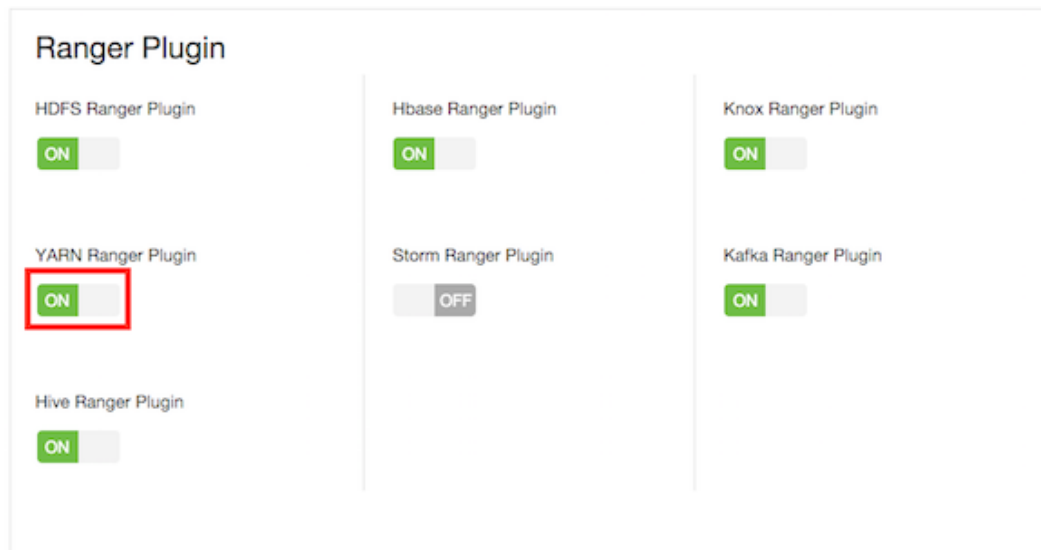 Ranger Plugin
HDFS Ranger Plugin
Hbase Ranger Plugin
Knox Ranger Plugin
ON
ON
ON
YARN Ranger Plugin
Storm Ranger Plugin
Kafka Ranger Plugin
ON
OFF
ON
Hive Ranger Plugin
ON